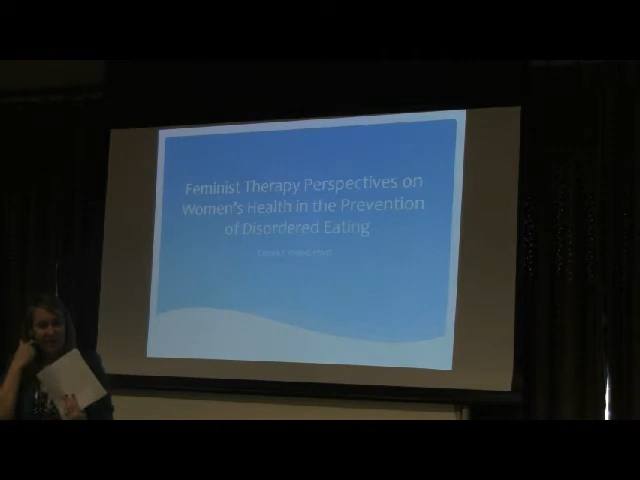 Feminist Therapy Perspectives on
Women's Health in the Prevention
of Disordered Eating